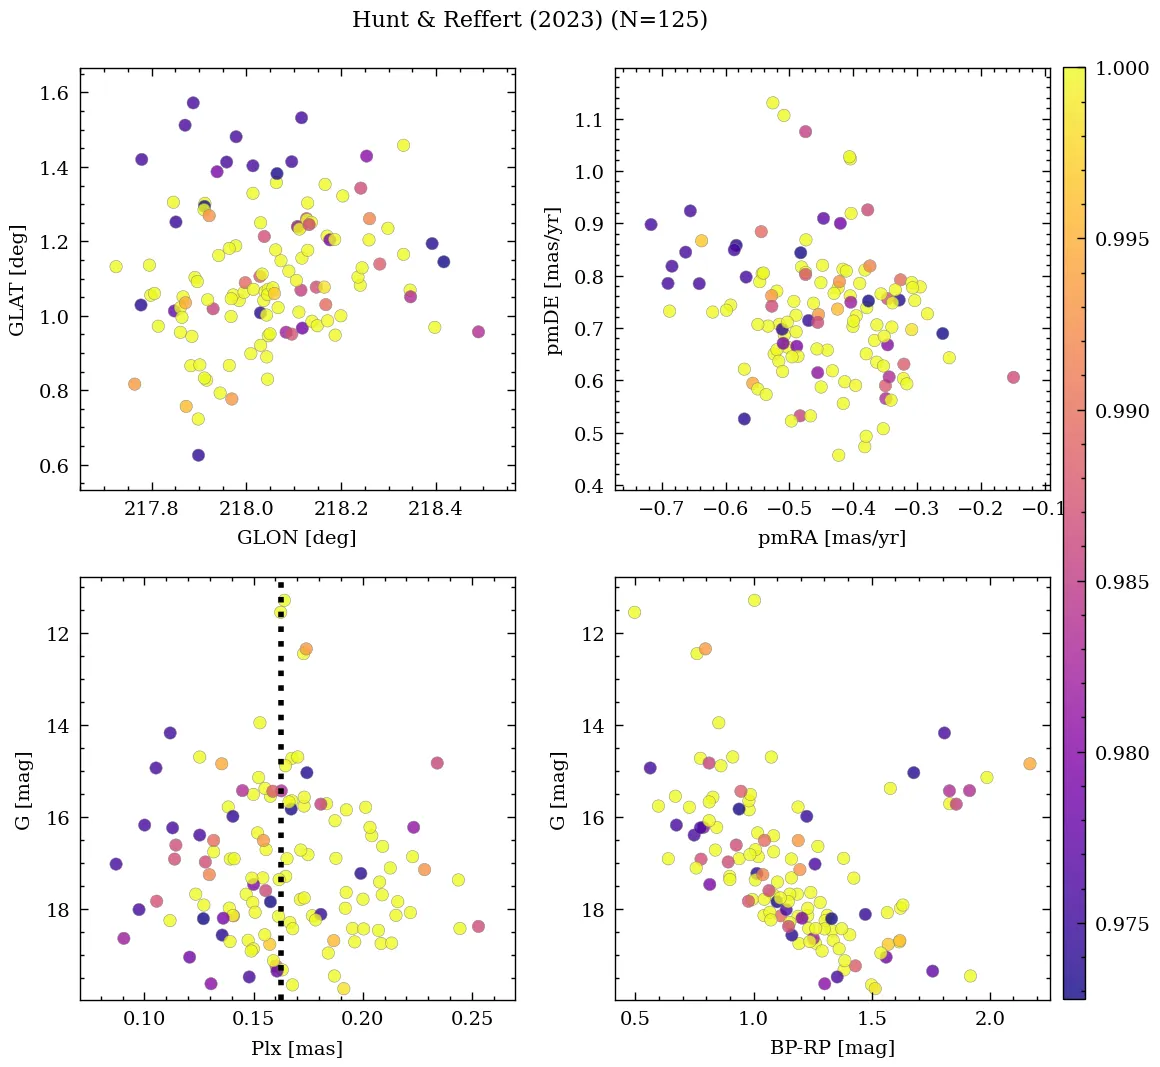 Hunt & Reffert (2023) (N=125)
1.6
1.4
1.2
1.0
0.8
0.6
GLAT [deg]
217.8 218.0 218.2 218.4
GLON [deg]
1.1
1.0
0.9
0.8
0.7
0.6
0.5
0.4
pmDE [mas/yr]
−0.7 −0.6 −0.5 −0.4 −0.3 −0.2 −0.1
pmRA [mas/yr]
12
14
16
18
G [mag]
0.10 0.15 0.20 0.25
Plx [mas]
12
14
16
18
G [mag]
0.5 1.0 1.5 2.0
BP-RP [mag]
1.000
0.995
0.990
0.985
0.980
0.975